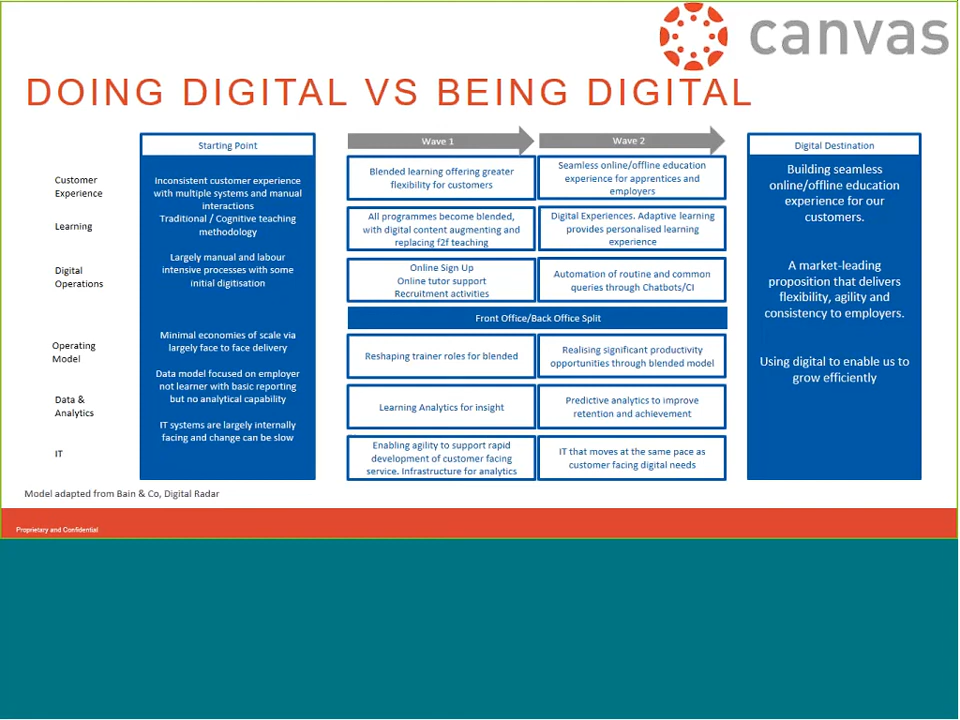 canvas
DOING DIGITAL VS BEING DIGITAL
Starting Point
Wave 1
Wave 2
Digital Destination
Customer
Experience
Inconsistent customer experience
with multiple systems and manual
interactions
Blended learning offering greater
flexibility for customers
Seamless online/offline education
experience for apprentices and
employers
Learning
Traditional / Cognitive teaching
methodology
All programmes become blended,
with digital content augmenting and
replacing f2f teaching
Digital Experiences. Adaptive learning
provides personalised learning
experience
Digital
Operations
Largely manual and labour
intensive processes with some
initial digitisation
Online Sign Up
Online tutor support
Recruitment activities
Automation of routine and common
queries through Chatbots/CI
Front Office/Back Office Split
Operating
Model
Minimal economies of scale via
largely face to face delivery
Reshaping trainer roles for blended
Realising significant productivity
opportunities through blended model
Data &
Analytics
Data model focused on employer
not learner with basic reporting
but no analytical capability
Learning Analytics for insight
Predictive analytics to improve
retention and achievement
IT
IT systems are largely internally
facing and change can be slow
Enabling agility to support rapid
development of customer facing
service. Infrastructure for analytics
IT that moves at the same pace as
customer facing digital needs
Building seamless
online/offline education
experience for our
customers.
A market-leading
proposition that delivers
flexibility, agility and
consistency to employers.
Using digital to enable us to
grow efficiently
Model adapted from Bain & Co, Digital Radar
Proprietary and Confidential